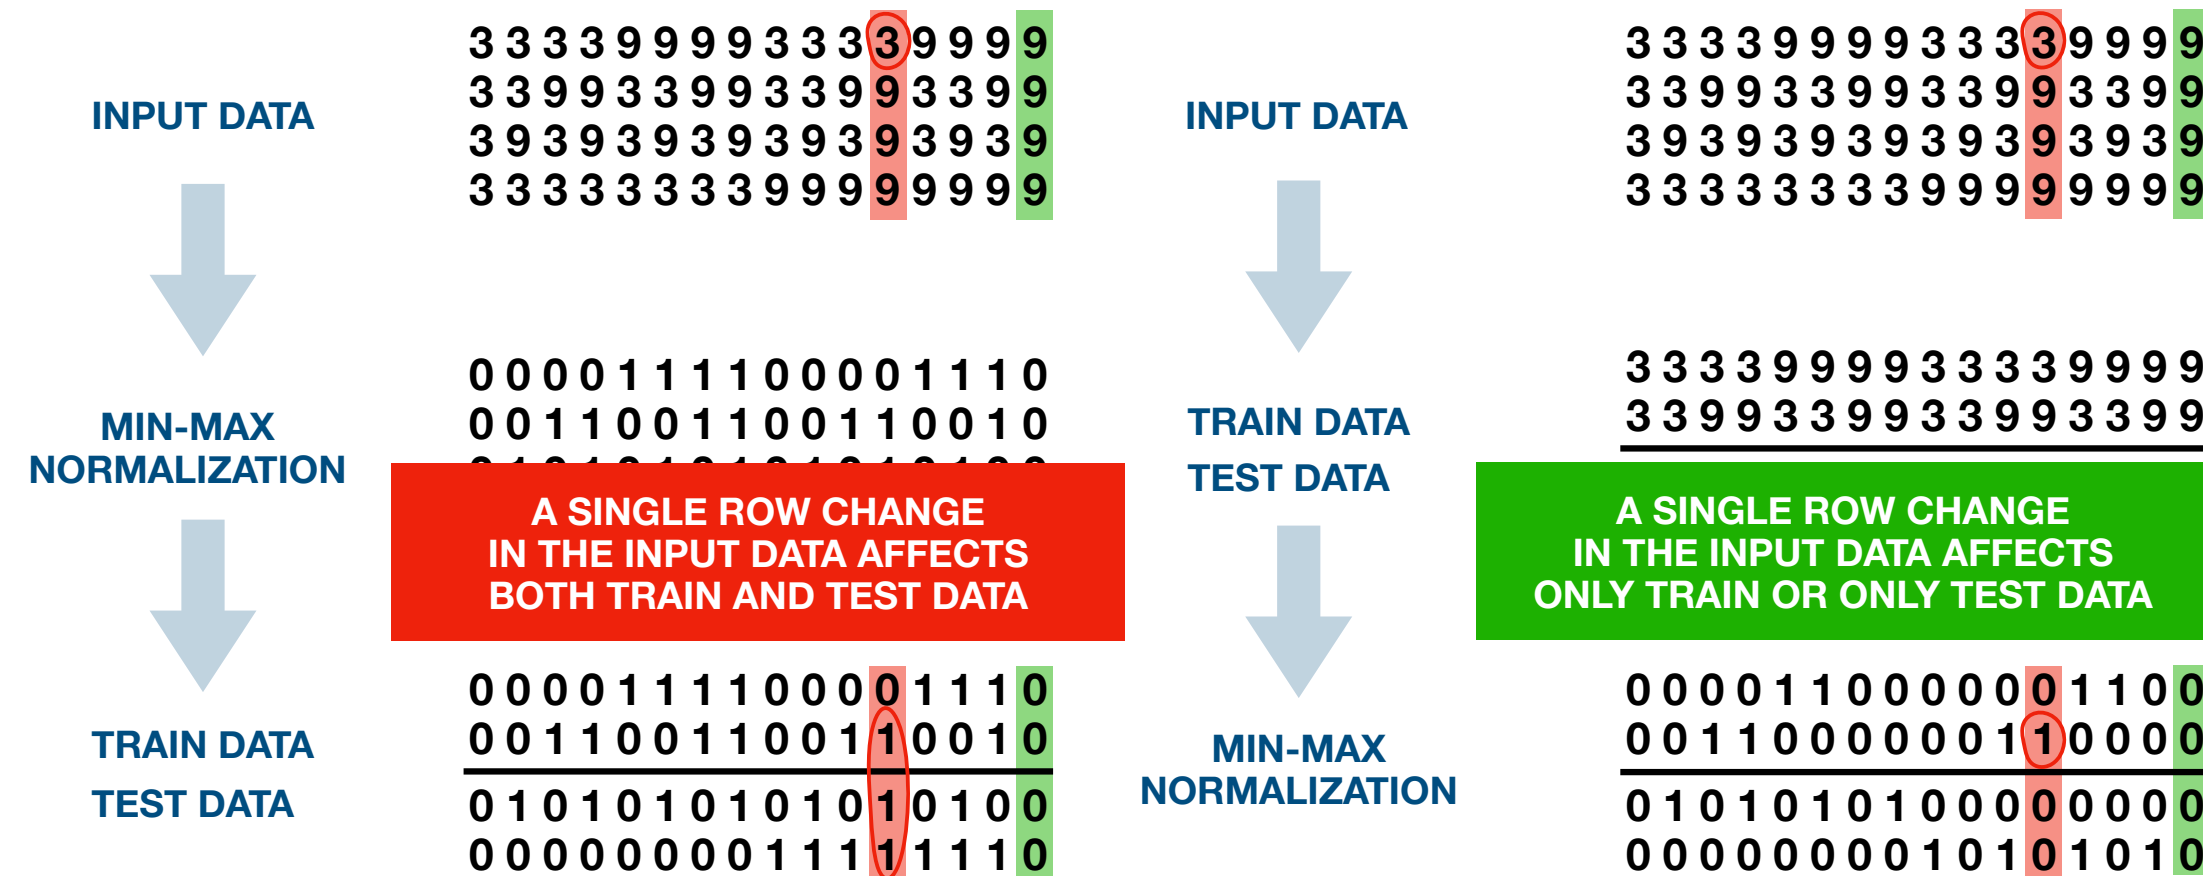 INPUT DATA
3 3 3 3 9 9 9 9 3 3 3 3 9 9 9 9
3 3 9 9 3 3 9 9 3 3 9 9 3 3 9 9
3 9 3 9 3 9 3 9 3 9 3 9 3 9 3 9
3 3 3 3 3 3 3 3 9 9 9 9 9 9 9 9
MIN-MAX
NORMALIZATION
0 0 0 0 1 1 1 1 0 0 0 0 1 1 1 0
0 0 1 1 0 0 1 1 0 0 1 1 0 0 1 0
A SINGLE ROW CHANGE
IN THE INPUT DATA AFFECTS
BOTH TRAIN AND TEST DATA
TRAIN DATA
TEST DATA
0 0 0 0 1 1 1 1 0 0 0 0 1 1 1 0
0 0 1 1 0 0 1 1 0 0 1 1 0 0 1 0
0 1 0 1 0 1 0 1 0 1 0 1 0 1 0 0
0 0 0 0 0 0 0 0 1 1 1 1 1 1 1 0
INPUT DATA
3 3 3 3 9 9 9 9 3 3 3 3 9 9 9 9
3 3 9 9 3 3 9 9 3 3 9 9 3 3 9 9
3 9 3 9 3 9 3 9 3 9 3 9 3 9 3 9
3 3 3 3 3 3 3 3 9 9 9 9 9 9 9 9
TRAIN DATA
TEST DATA
3 3 3 3 9 9 9 9 3 3 3 3 9 9 9 9
3 3 9 9 3 3 9 9 3 3 9 9 3 3 9 9
A SINGLE ROW CHANGE
IN THE INPUT DATA AFFECTS
ONLY TRAIN OR ONLY TEST DATA
MIN-MAX
NORMALIZATION
0 0 0 0 1 1 0 0 0 0 0 0 1 1 0 0
0 0 1 1 0 0 0 0 0 0 1 1 0 0 0 0
0 1 0 1 0 1 0 1 0 0 0 0 0 0 0 0
0 0 0 0 0 0 0 0 1 0 1 0 1 0 1 0